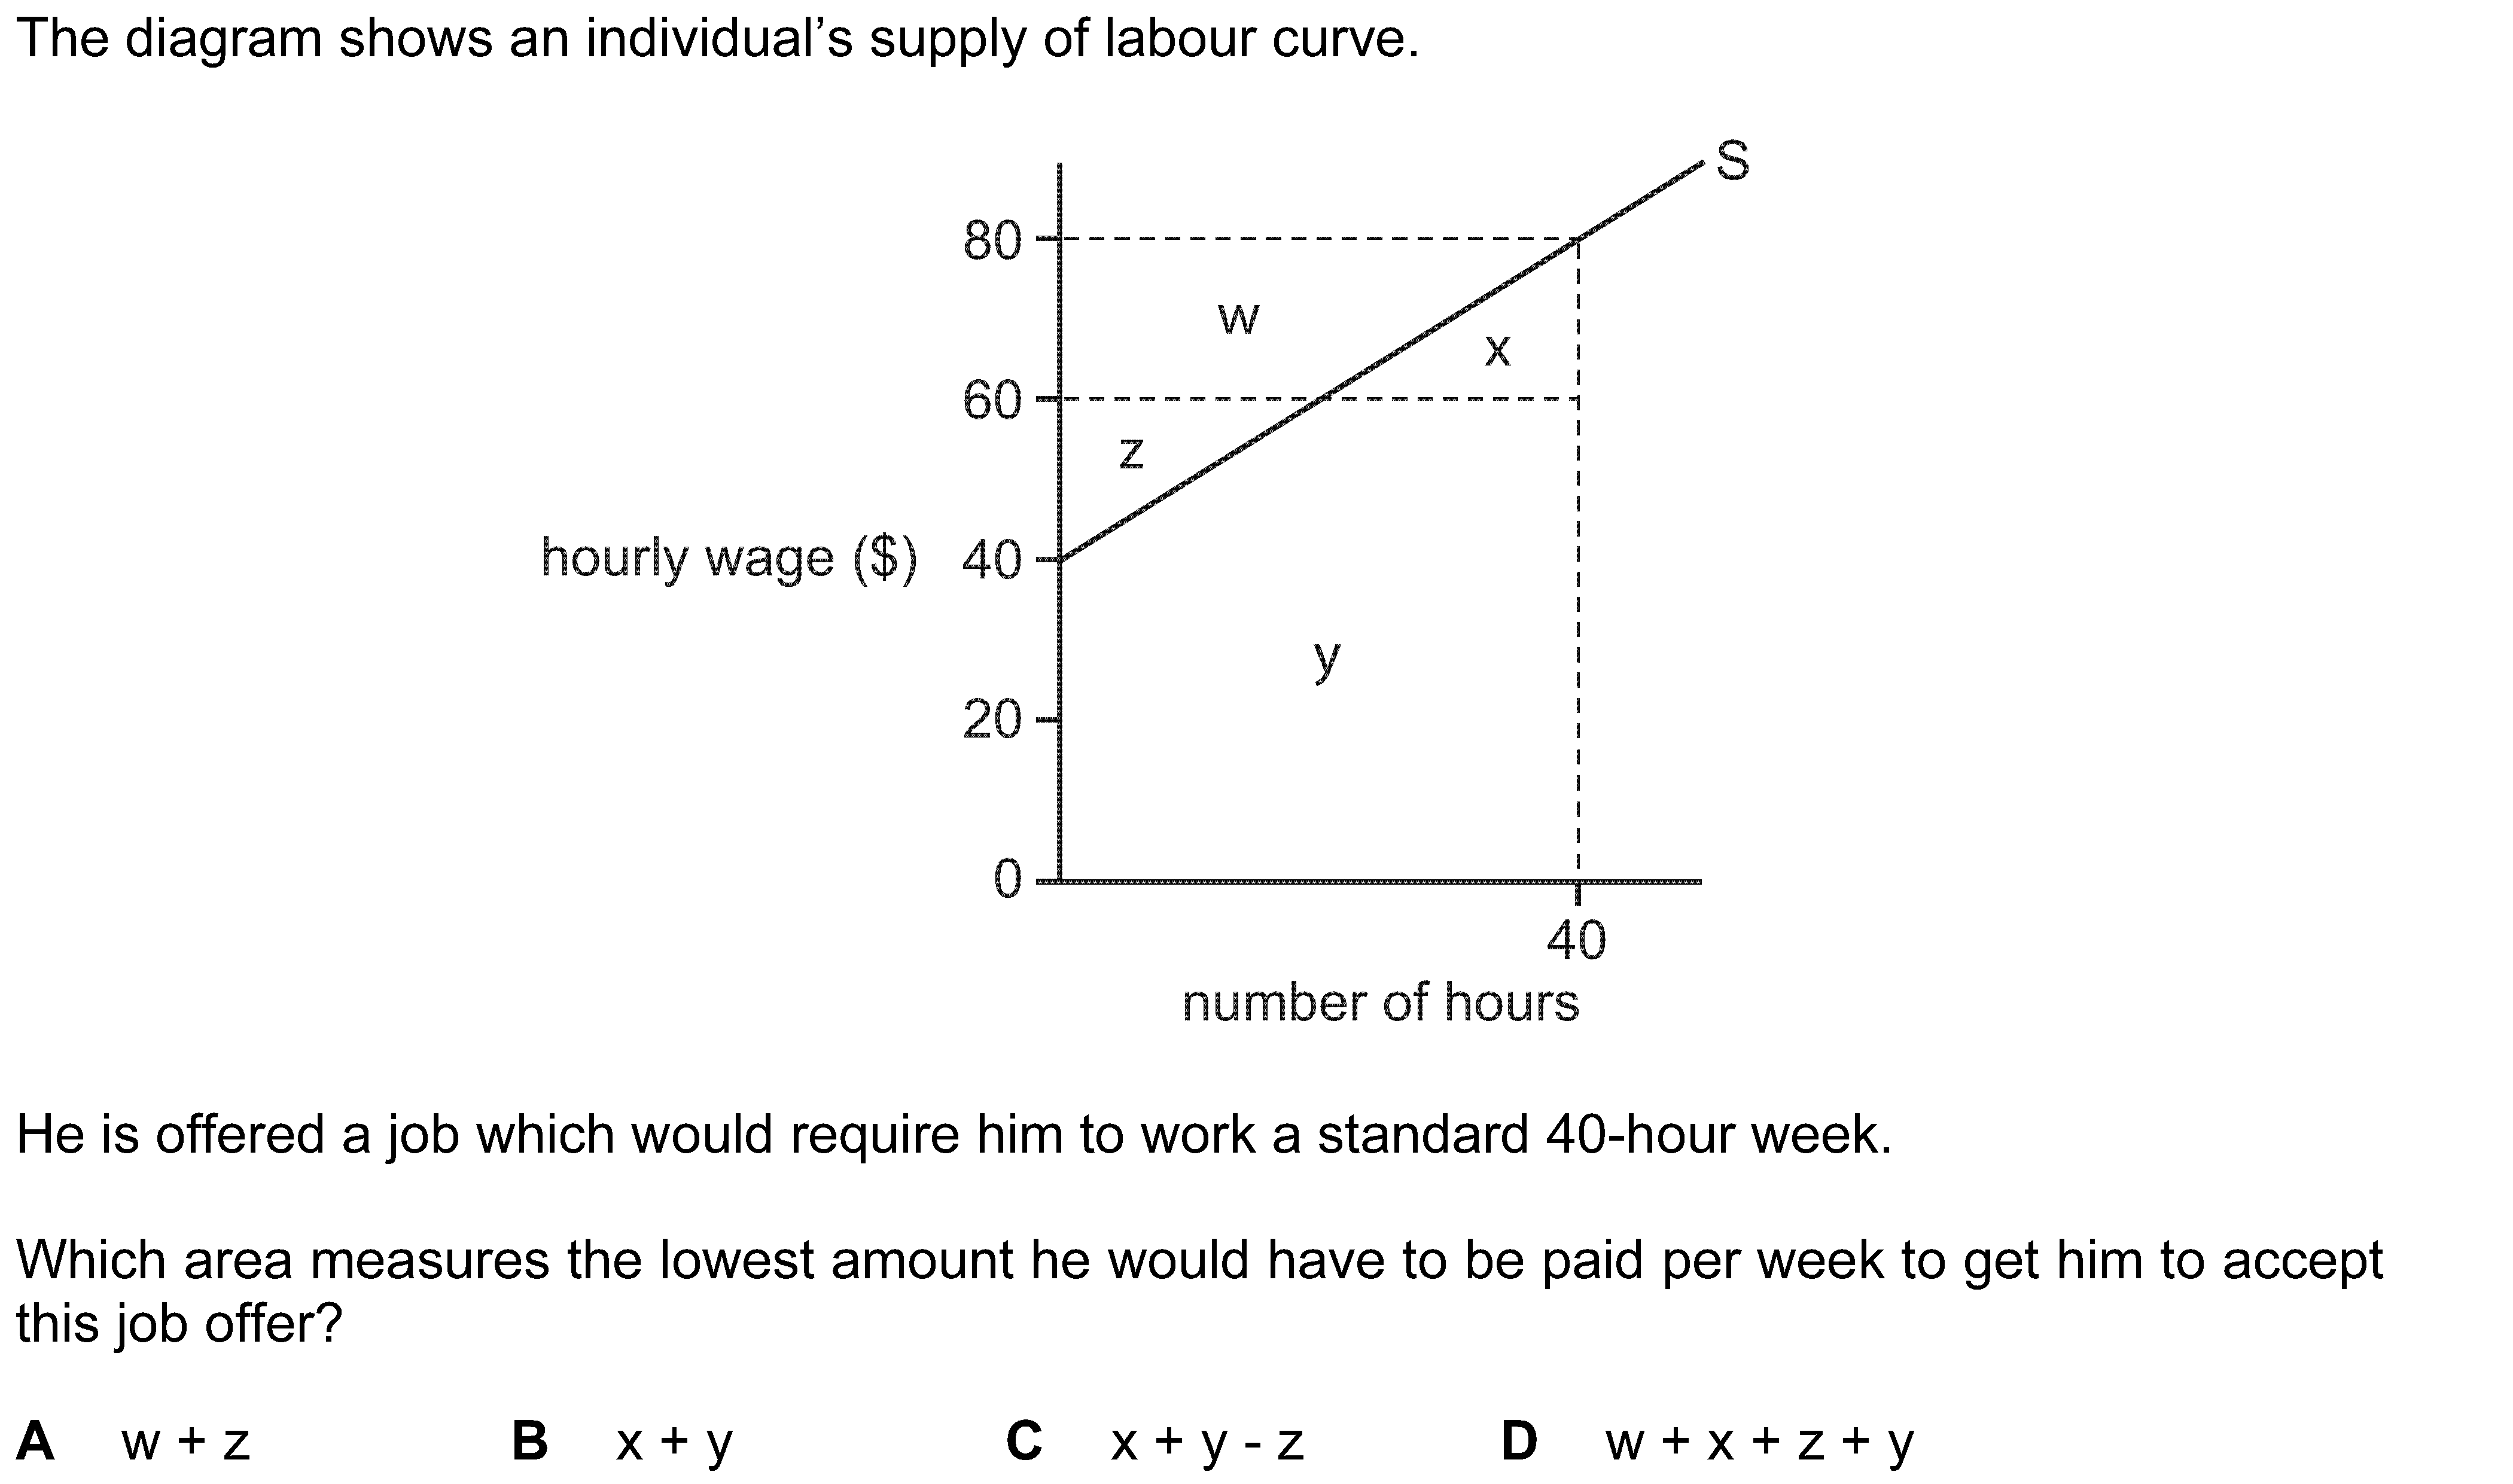 The diagram shows an individual’s supply of labour curve.
S
80
w
x
60
z
hourly wage ($) 40
y
20
0
40
number of hours
He is offered a job which would require him to work a standard 40-hour week.
Which area measures the lowest amount he would have to be paid per week to get him to accept
this job offer?
A w + z B x + y C x + y - z D w + x + z + y